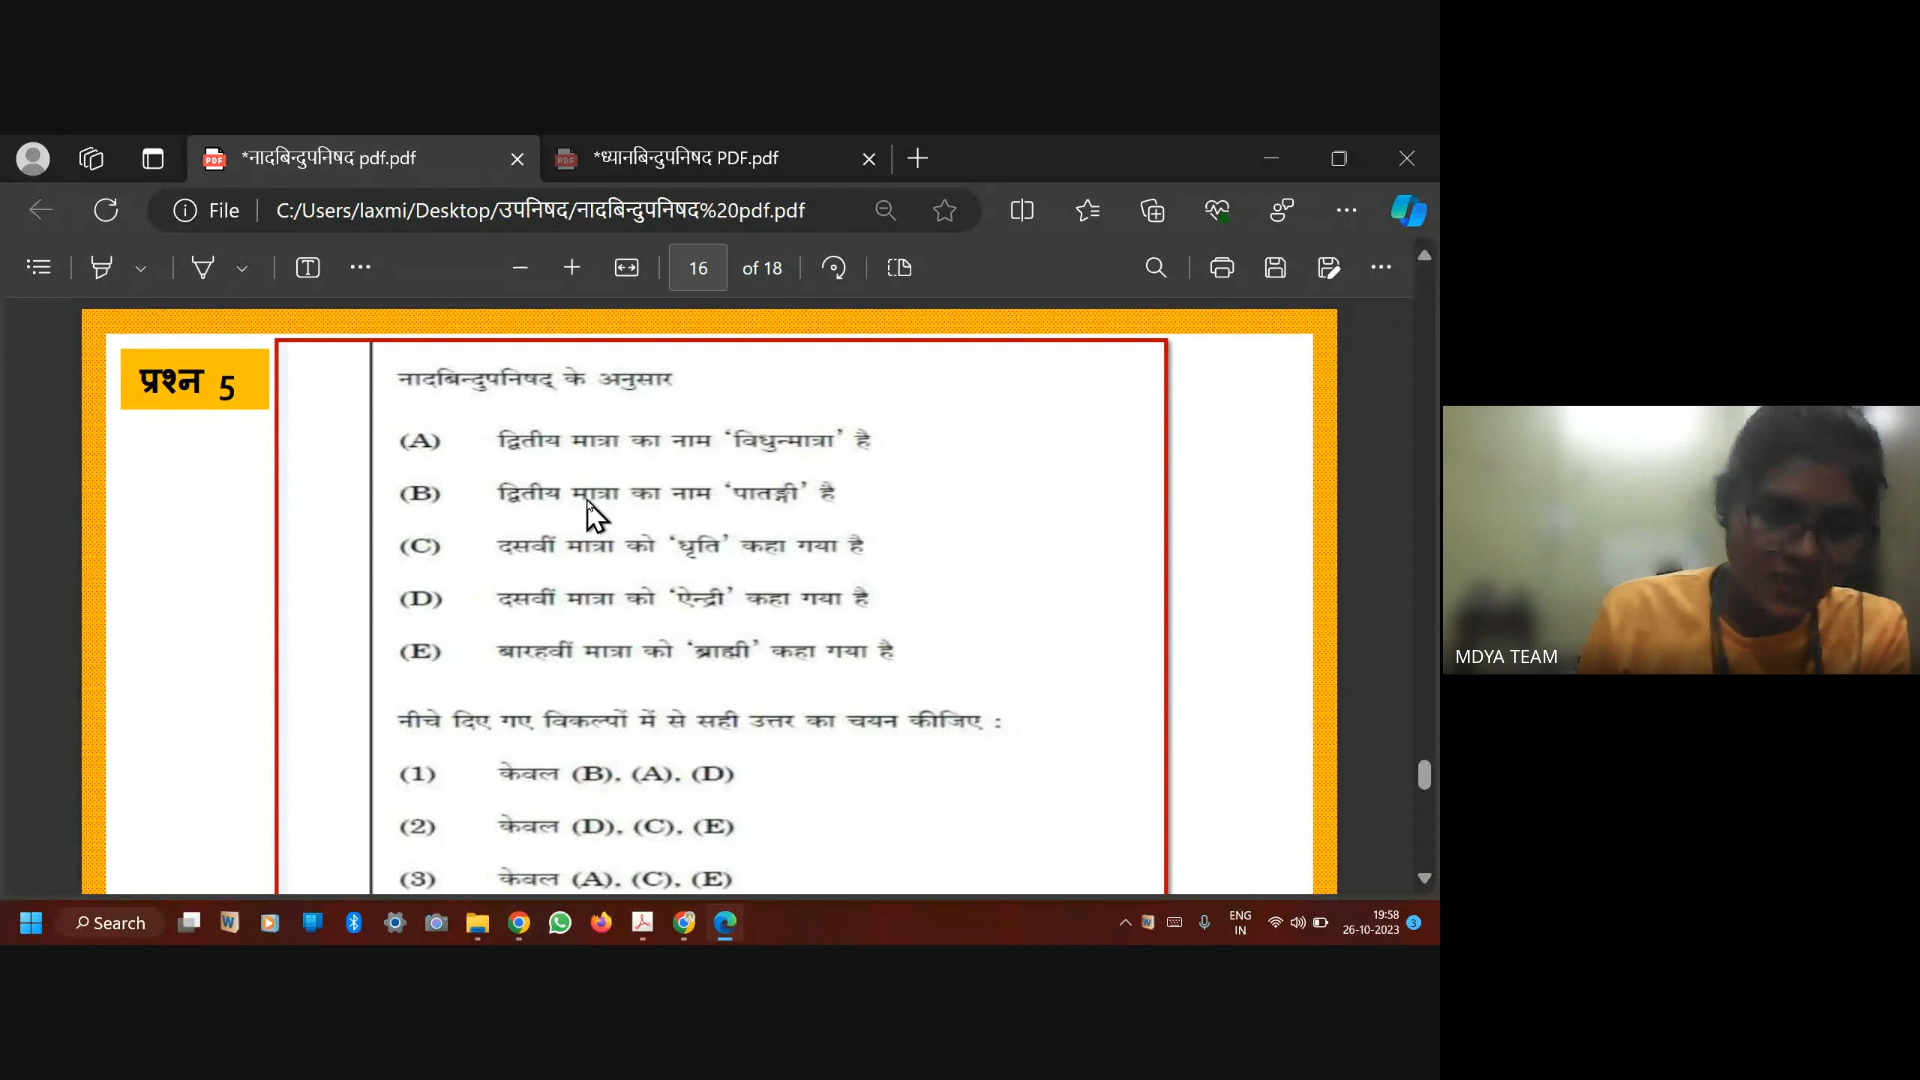 *नादबिन्दुपनिषद pdf.pdf
*ध्यानबिन्दुपनिषद PDF.pdf
File
C:/Users/laxmi/Desktop/उपनिषद/नादबिन्दुपनिषद%20pdf.pdf
16 of 18
प्रश्न 5
नादबिन्दुपनिषद् के अनुसार
(A) द्वितीय मात्रा का नाम ‘विधुन्मात्रा’ है
(B) द्वितीय मात्रा का नाम ‘पातङ्गी’ है
(C) दसवीं मात्रा को ‘धृति’ कहा गया है
(D) दसवीं मात्रा को ‘ऐन्द्री’ कहा गया है
(E) बारहवीं मात्रा को ‘ब्राह्मी’ कहा गया है
नीचे दिए गए विकल्पों में से सही उत्तर का चयन कीजिए :
(1) केवल (B), (A), (D)
(2) केवल (D), (C), (E)
(3) केवल (A), (C), (E)
MDYA TEAM
Search
ENG
IN
19:58
26-10-2023
3